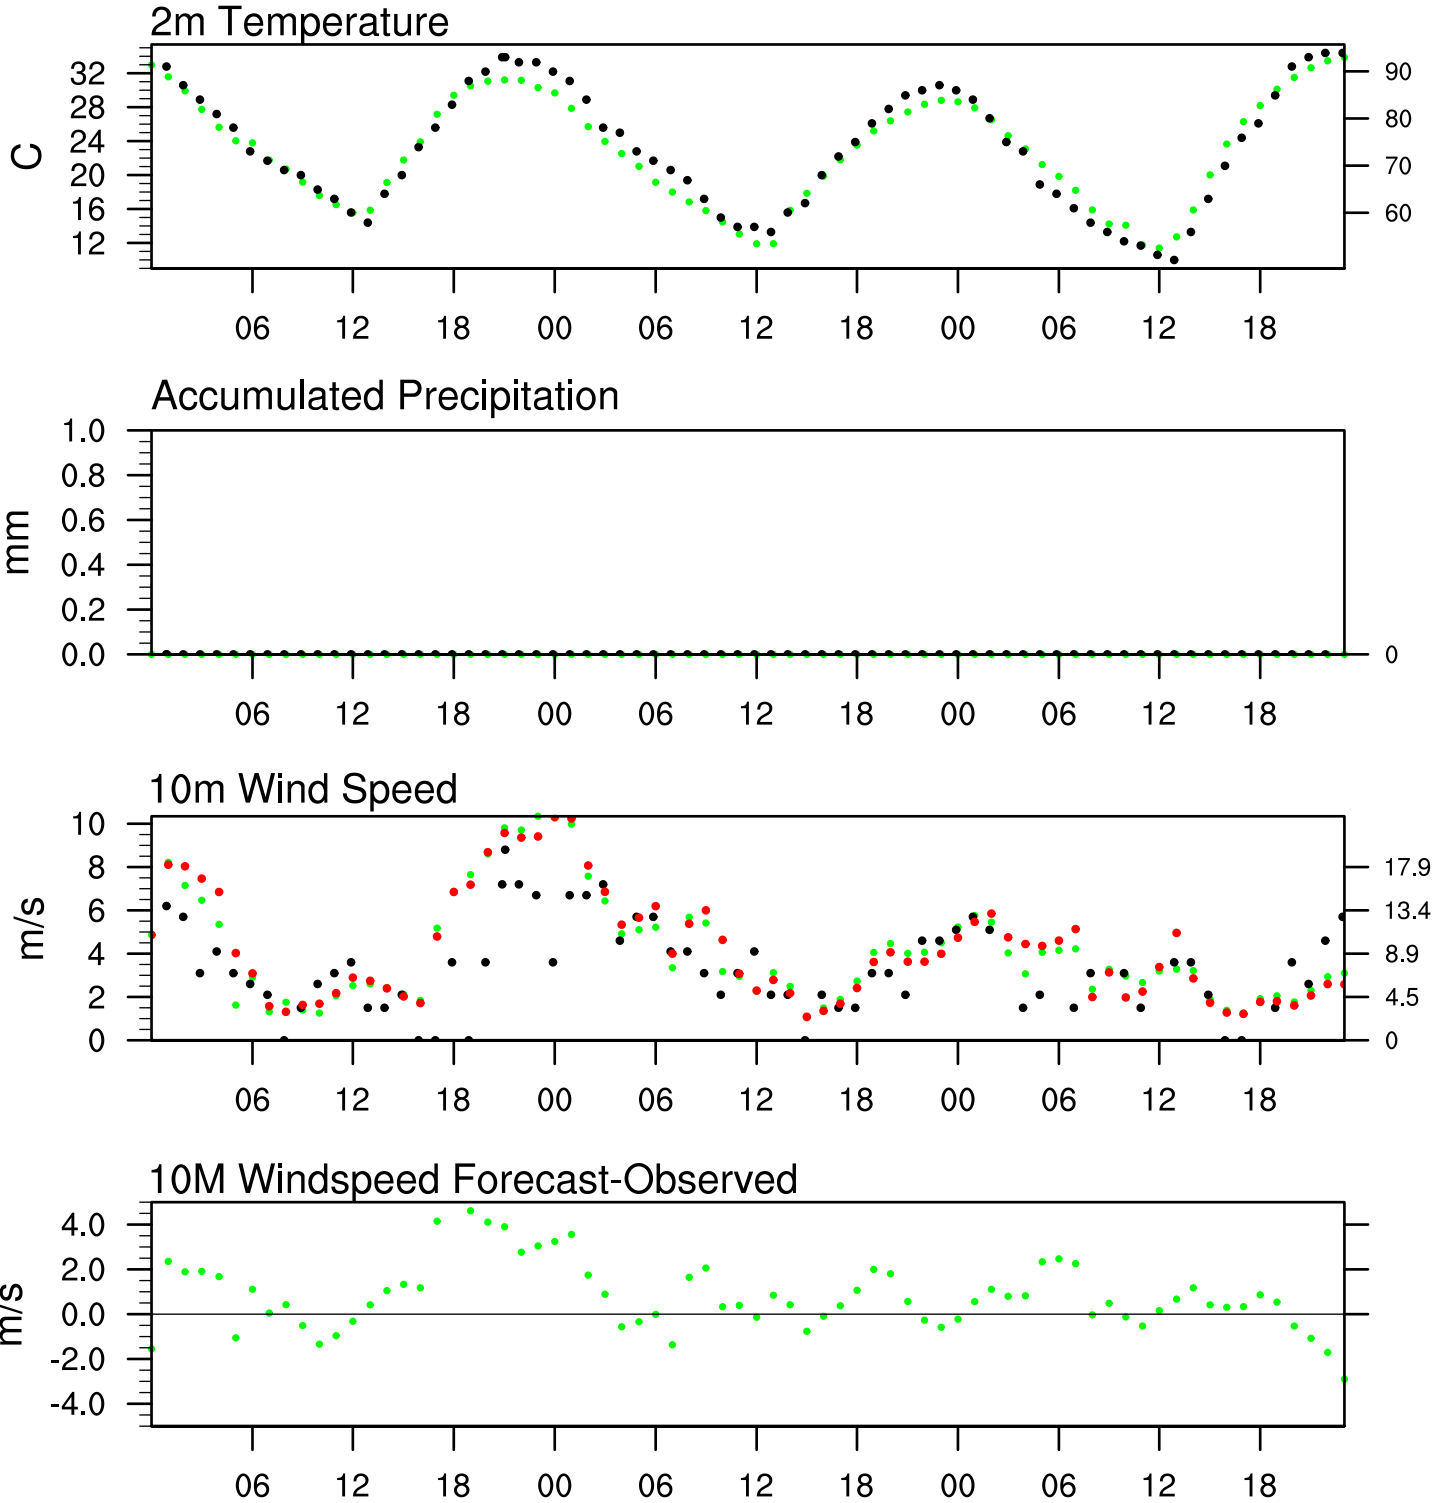 2m Temperature
32 90
28
24 80
20 70
16
12 60
C
06 12 18 00 06 12 18 00 06 12 18
Accumulated Precipitation
1.0
0.8
0.6
0.4
0.2
0.0 0
mm
06 12 18 00 06 12 18 00 06 12 18
10m Wind Speed
10
8 17.9
6 13.4
4 8.9
2 4.5
0 0
m/s
06 12 18 00 06 12 18 00 06 12 18
10M Windspeed Forecast-Observed
4.0
2.0
0.0
-2.0
-4.0
m/s
06 12 18 00 06 12 18 00 06 12 18